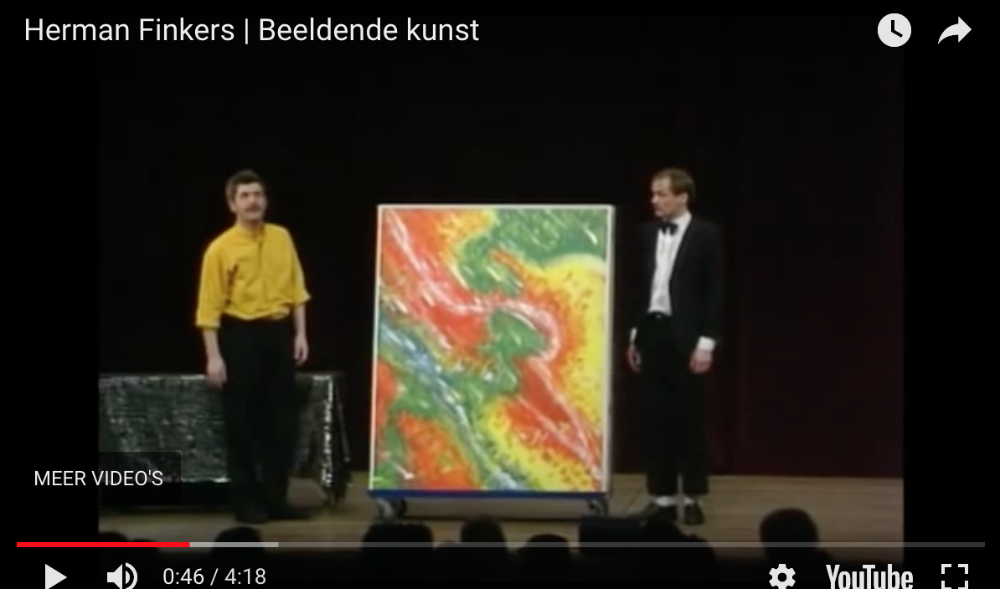 Herman Finkers | Beeldende kunst
MEER VIDEO'S
0:46 / 4:18
YouTube